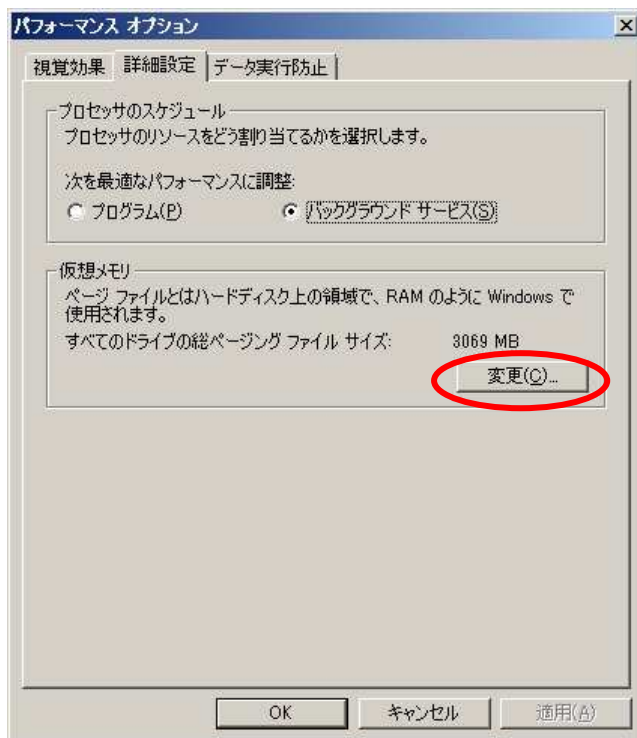 パフォーマンス オプション
視覚効果 詳細設定 データ実行防止
プロセッサのスケジュール
プロセッサのリソースをどう割り当てるかを選択します。
次を最適なパフォーマンスに調整:
プログラム(P) バックグラウンド サービス(S)
仮想メモリ
ページ ファイルとはハードディスク上の領域で、RAM のように Windows で
使用されます。
すべてのドライブの総ページング ファイル サイズ: 3069 MB
変更(C)...
OK キャンセル 適用(A)